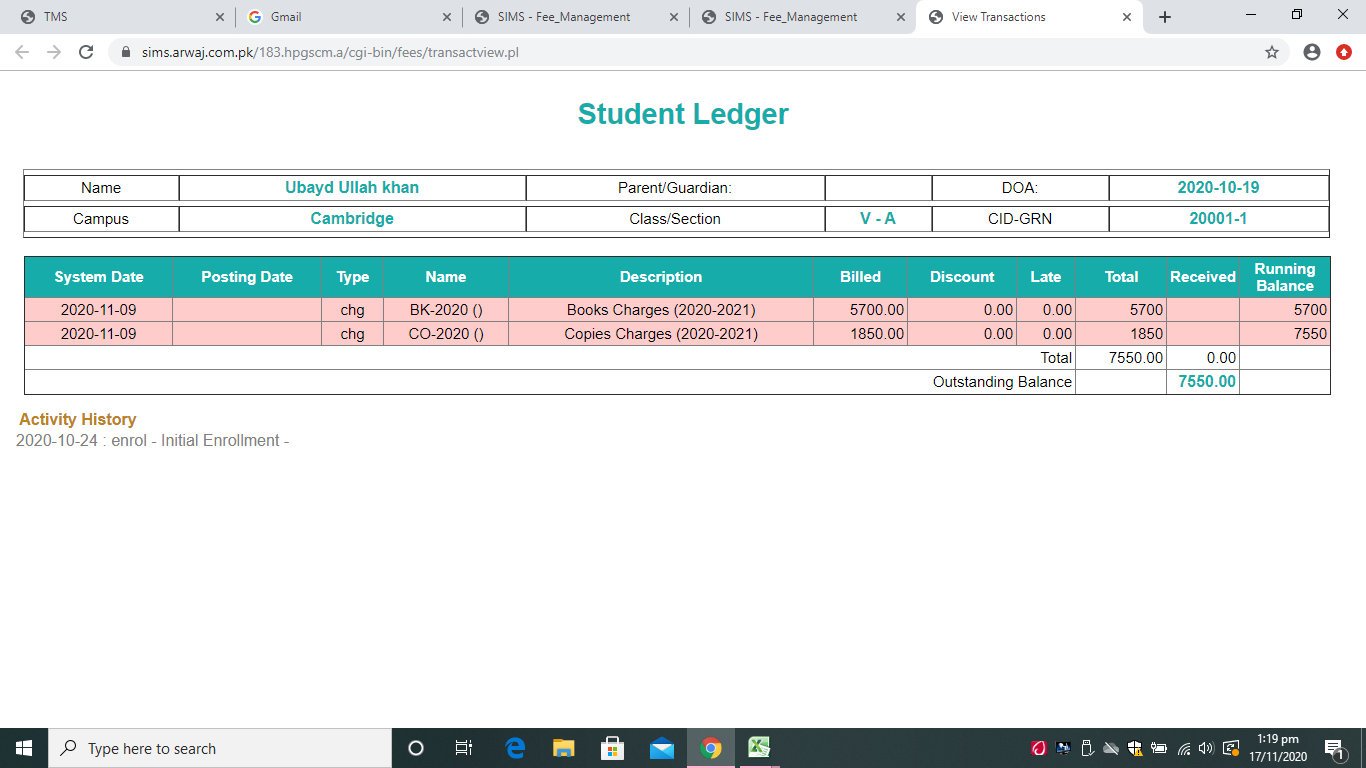 TMS
Gmail
SIMS - Fee_Management
SIMS - Fee_Management
View Transactions
sims.arwaj.com.pk/183.hpgscm.a/cgi-bin/fees/transactview.pl
Student Ledger
Name Ubayd Ullah khan Parent/Guardian: DOA: 2020-10-19
Campus Cambridge Class/Section V - A CID-GRN 20001-1
System Date Posting Date Type Name Description Billed Discount Late Total Received Running Balance
2020-11-09 chg BK-2020 () Books Charges (2020-2021) 5700.00 0.00 0.00 5700 5700
2020-11-09 chg CO-2020 () Copies Charges (2020-2021) 1850.00 0.00 0.00 1850 7550
Total 7550.00 0.00
Outstanding Balance 7550.00
Activity History
2020-10-24 : enrol - Initial Enrollment -
Type here to search
1:19 pm
17/11/2020
1